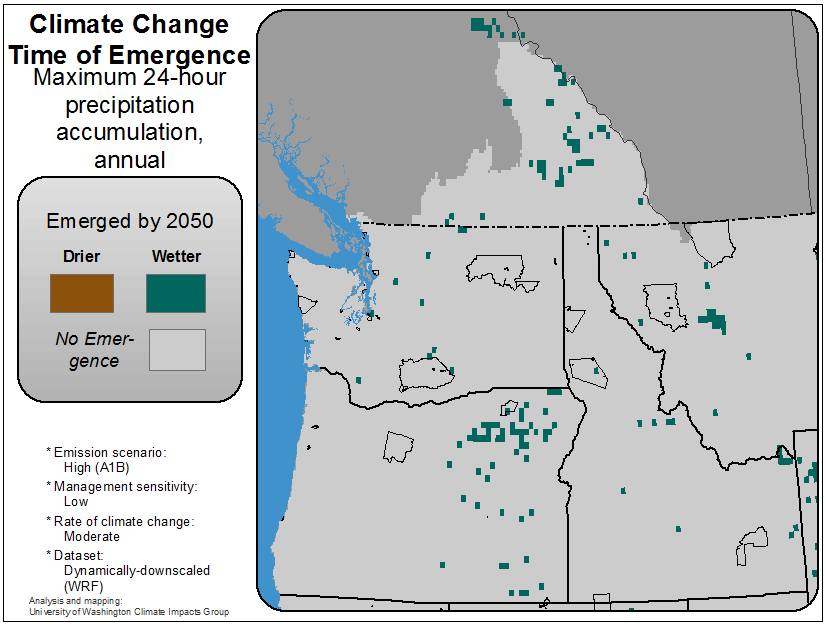 Climate Change
Time of Emergence
Maximum 24-hour
precipitation
accumulation,
annual
Emerged by 2050
Drier Wetter
No Emer-
gence
* Emission scenario:
High (A1B)
* Management sensitivity:
Low
* Rate of climate change:
Moderate
* Dataset:
Dynamically-downscaled
(WRF)
Analysis and mapping:
University of Washington Climate Impacts Group